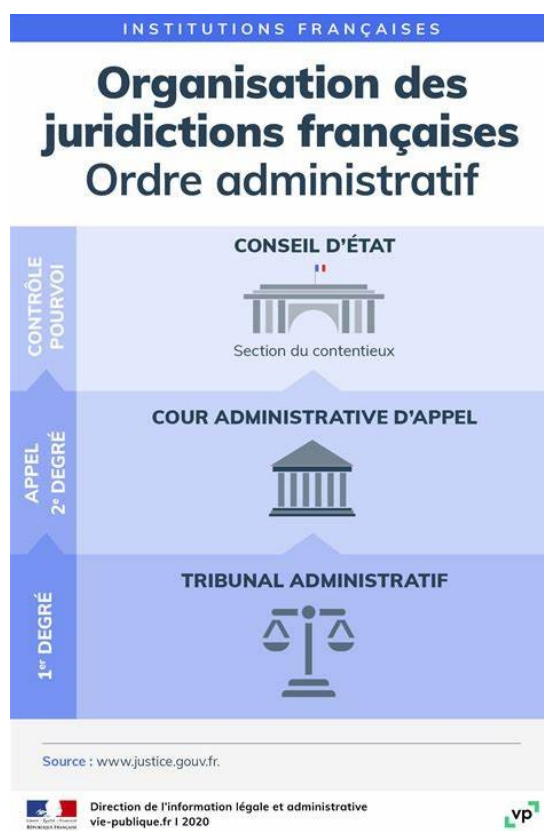 INSTITUTIONS FRANÇAISES
Organisation des
juridictions françaises
Ordre administratif
CONTRÔLE
POURVOI
CONSEIL D'ÉTAT
Section du contentieux
APPEL
2e DEGRÉ
COUR ADMINISTRATIVE D'APPEL
1er DEGRÉ
TRIBUNAL ADMINISTRATIF
Source : www.justice.gouv.fr.
Direction de l'information légale et administrative
vie-publique.fr I 2020
RÉPUBLIQUE FRANÇAISE
vp